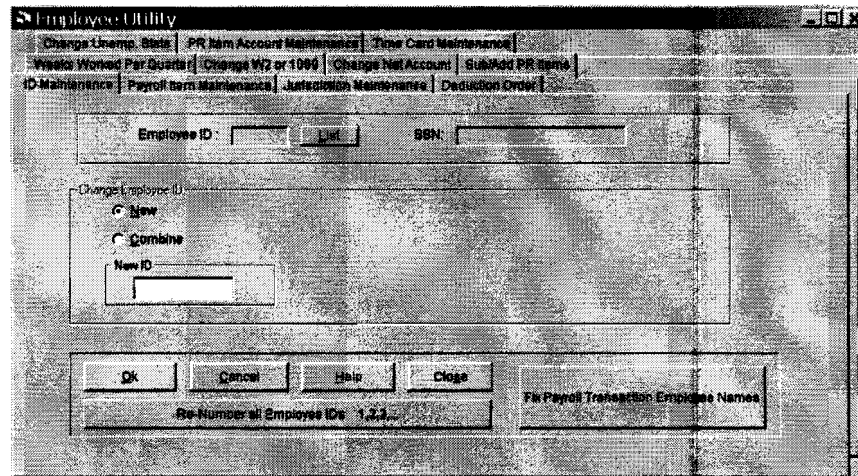 Employee Utility
Change Unemp. State PR Item Account Maintenance Time Card Maintenance
Weeks Worked Per Quarter Change W2 or 1099 Change Net Account Sub/Add PR Items
ID Maintenance Payroll Item Maintenance Jurisdiction Maintenance Deduction Order
Employee ID : List SSN:
Change Employee ID
New
Combine
New ID
Ok Cancel Help Close
Re-Number all Employee IDs 1,2,3...
Fix Payroll Transaction Employee Names